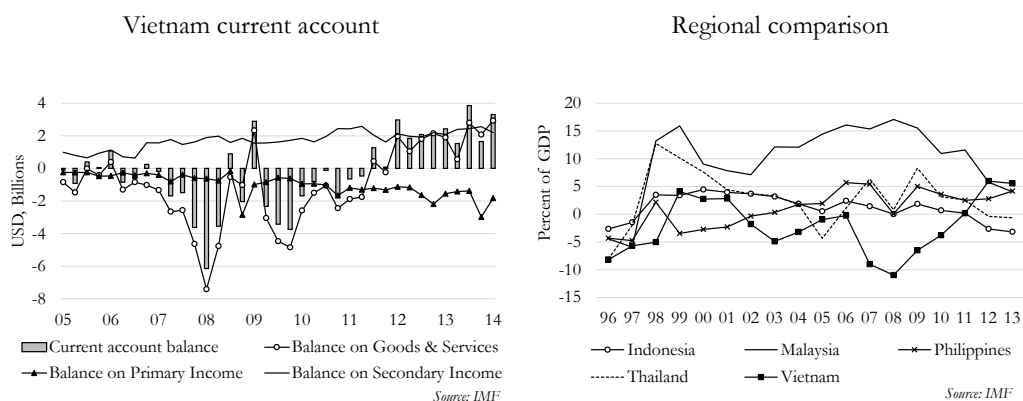 Vietnam current account
USD, Billions
4
2
0
-2
-4
-6
-8
05 06 07 08 09 10 11 12 13 14
Current account balance
Balance on Goods & Services
Balance on Primary Income
Balance on Secondary Income
Source: IMF
Regional comparison
Percent of GDP
20
15
10
5
0
-5
-10
-15
96 97 98 99 00 01 02 03 04 05 06 07 08 09 10 11 12 13
Indonesia
Malaysia
Philippines
Thailand
Vietnam
Source: IMF